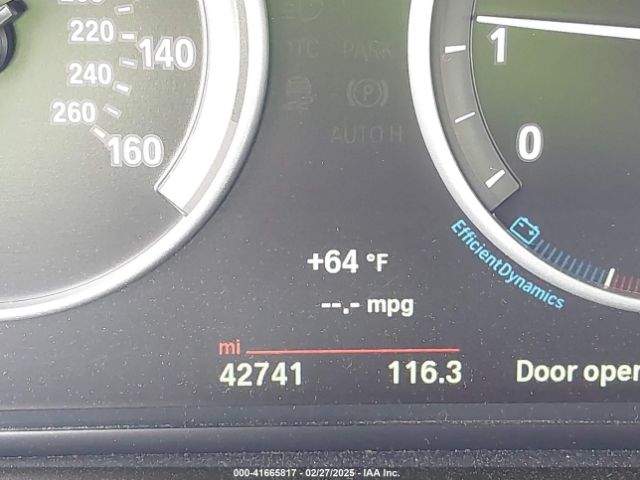 220
140
240
260
160
DTC PARK
AUTO H
1
0
EfficientDynamics
+64 °F
--.- mpg
mi
42741 116.3 Door open
000-41665817 - 02/27/2025 - IAA Inc.